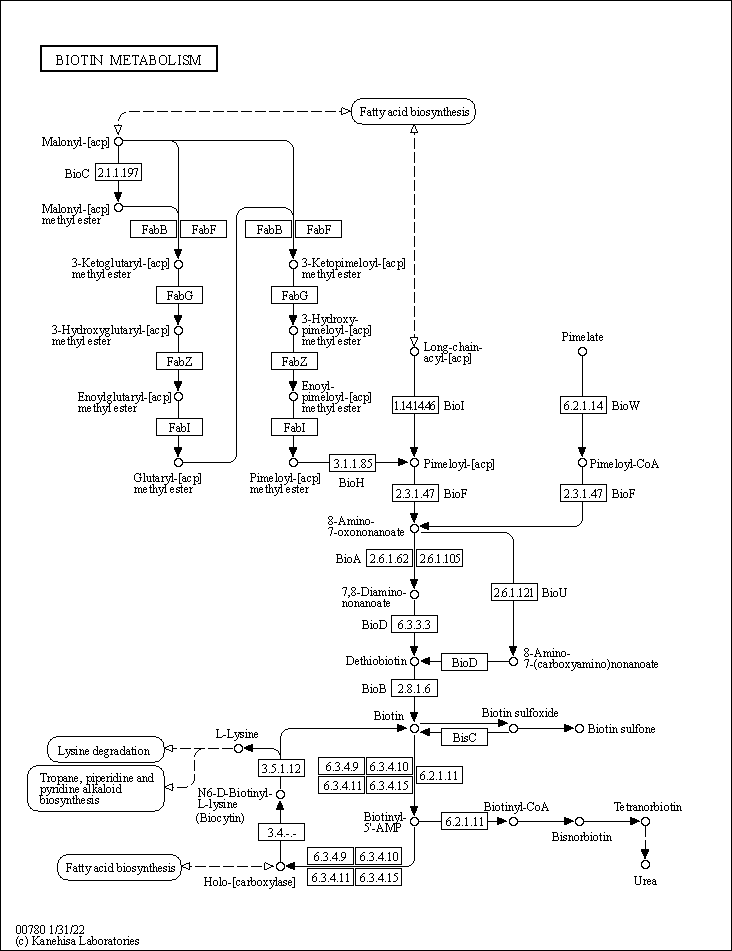 BIOTIN METABOLISM
Fatty acid biosynthesis
Malonyl-[acp]
BioC
2.1.1.197
Malonyl-[acp]
methyl ester
FabB
FabF
FabB
FabF
3-Ketoglutaryl-[acp]
methyl ester
3-Ketopimeloyl-[acp]
methyl ester
FabG
FabG
3-Hydroxyglutaryl-[acp]
methyl ester
3-Hydroxy-
pimeloyl-[acp]
methyl ester
Long-chain-
acyl-[acp]
Pimelate
FabZ
FabZ
Enoylglutaryl-[acp]
methyl ester
Enoyl-
pimeloyl-[acp]
methyl ester
1.14.14.46
BioI
6.2.1.14
BioW
FabI
FabI
Glutaryl-[acp]
methyl ester
Pimeloyl-[acp]
methyl ester
3.1.1.85
BioH
Pimeloyl-[acp]
Pimeloyl-CoA
2.3.1.47
BioF
2.3.1.47
BioF
8-Amino-
7-oxononanoate
BioA
2.6.1.62
2.6.1.105
2.6.1.121
BioU
7,8-Diamino-
nonanoate
BioD
6.3.3.3
Dethiobiotin
BioD
8-Amino-
7-(carboxyamino)nonanoate
BioB
2.8.1.6
Biotin
Biotin sulfoxide
Biotin sulfone
BisC
L-Lysine
Lysine degradation
Tropane, piperidine and
pyridine alkaloid
biosynthesis
3.5.1.12
6.3.4.9
6.3.4.10
6.3.4.11
6.3.4.15
6.2.1.11
N6-D-Biotinyl-
L-lysine
(Biocytin)
Biotinyl-
5'-AMP
6.2.1.11
Biotinyl-CoA
Bisnorbiotin
Tetranorbiotin
3.4.-.-
Fatty acid biosynthesis
Holo-[carboxylase]
6.3.4.9
6.3.4.10
6.3.4.11
6.3.4.15
Urea
00780 1/31/22
(c) Kanehisa Laboratories